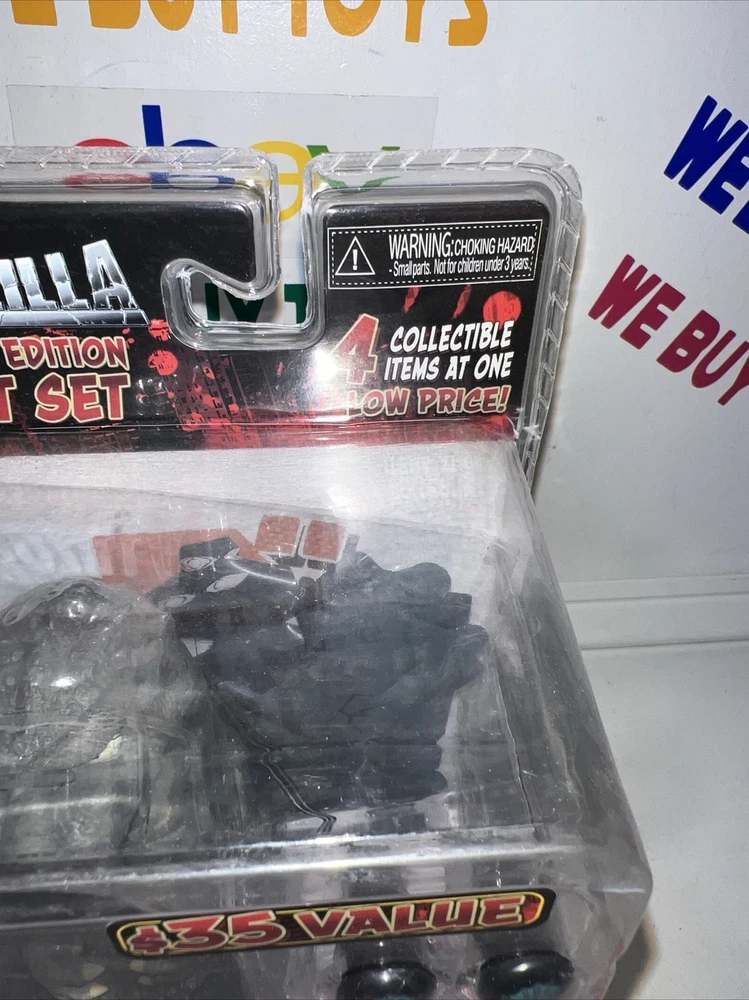 E BUY TOYS
ebay
WARNING: CHOKING HAZARD
- Small parts. Not for children under 3 years.
ILLA
EDITION
T SET
4 COLLECTIBLE
ITEMS AT ONE
LOW PRICE!
WE
WE BUY
$35 VALUE